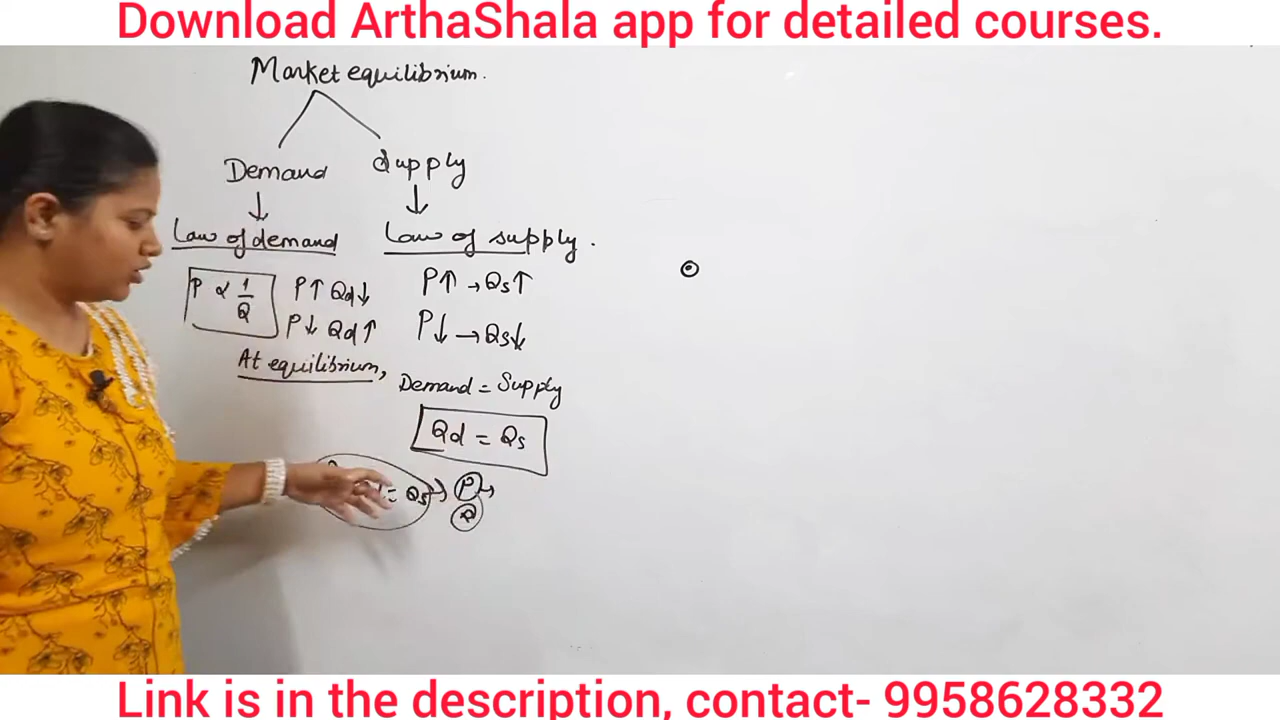 Download ArthaShala app for detailed courses.
Market equilibrium.
Demand Supply
↓ ↓
Law of demand Law of supply.
P ∝ 1/Q P↑ Qd↓ P↑ → Qs↑
P↓ Qd↑ P↓ → Qs↓
At equilibrium, Demand = Supply
Qd = Qs
= Qs → P →
Q
Link is in the description, contact- 9958628332